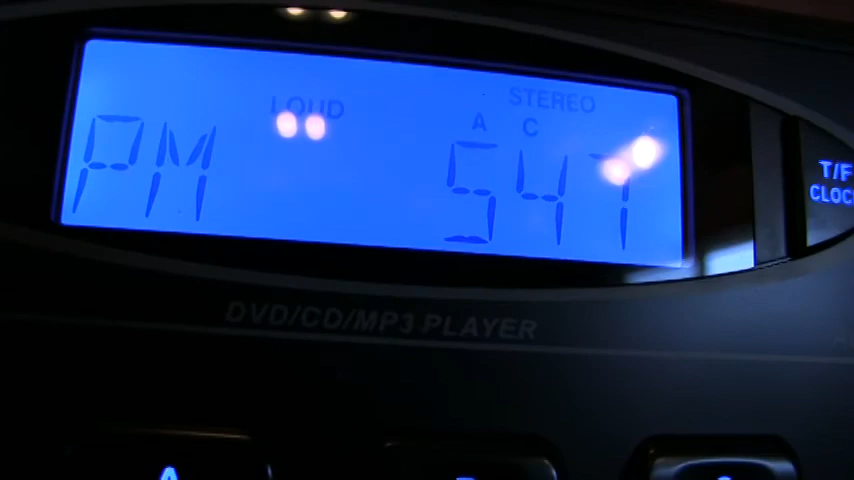 LOUD STEREO
A C
PM 547
T/F
CLOC
DVD/CD/MP3 PLAYER
A